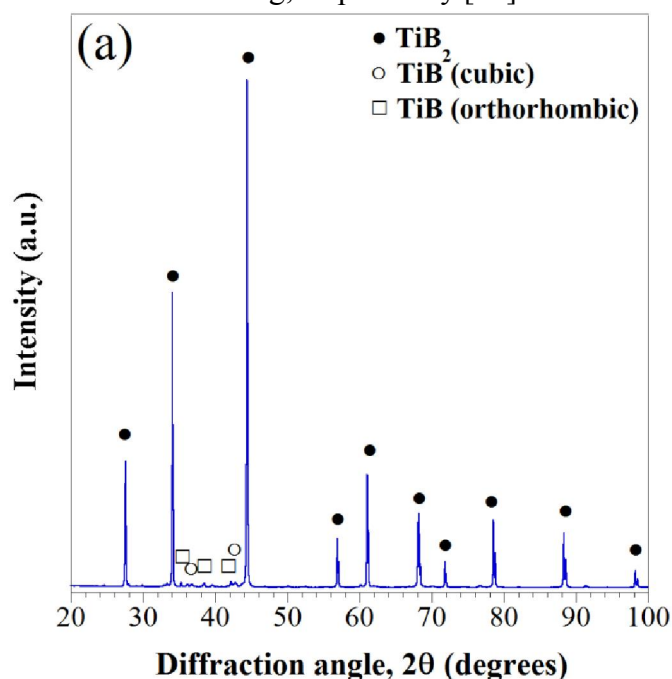 (a)
● TiB2
○ TiB (cubic)
□ TiB (orthorhombic)
Intensity (a.u.)
20 30 40 50 60 70 80 90 100
Diffraction angle, 2θ (degrees)